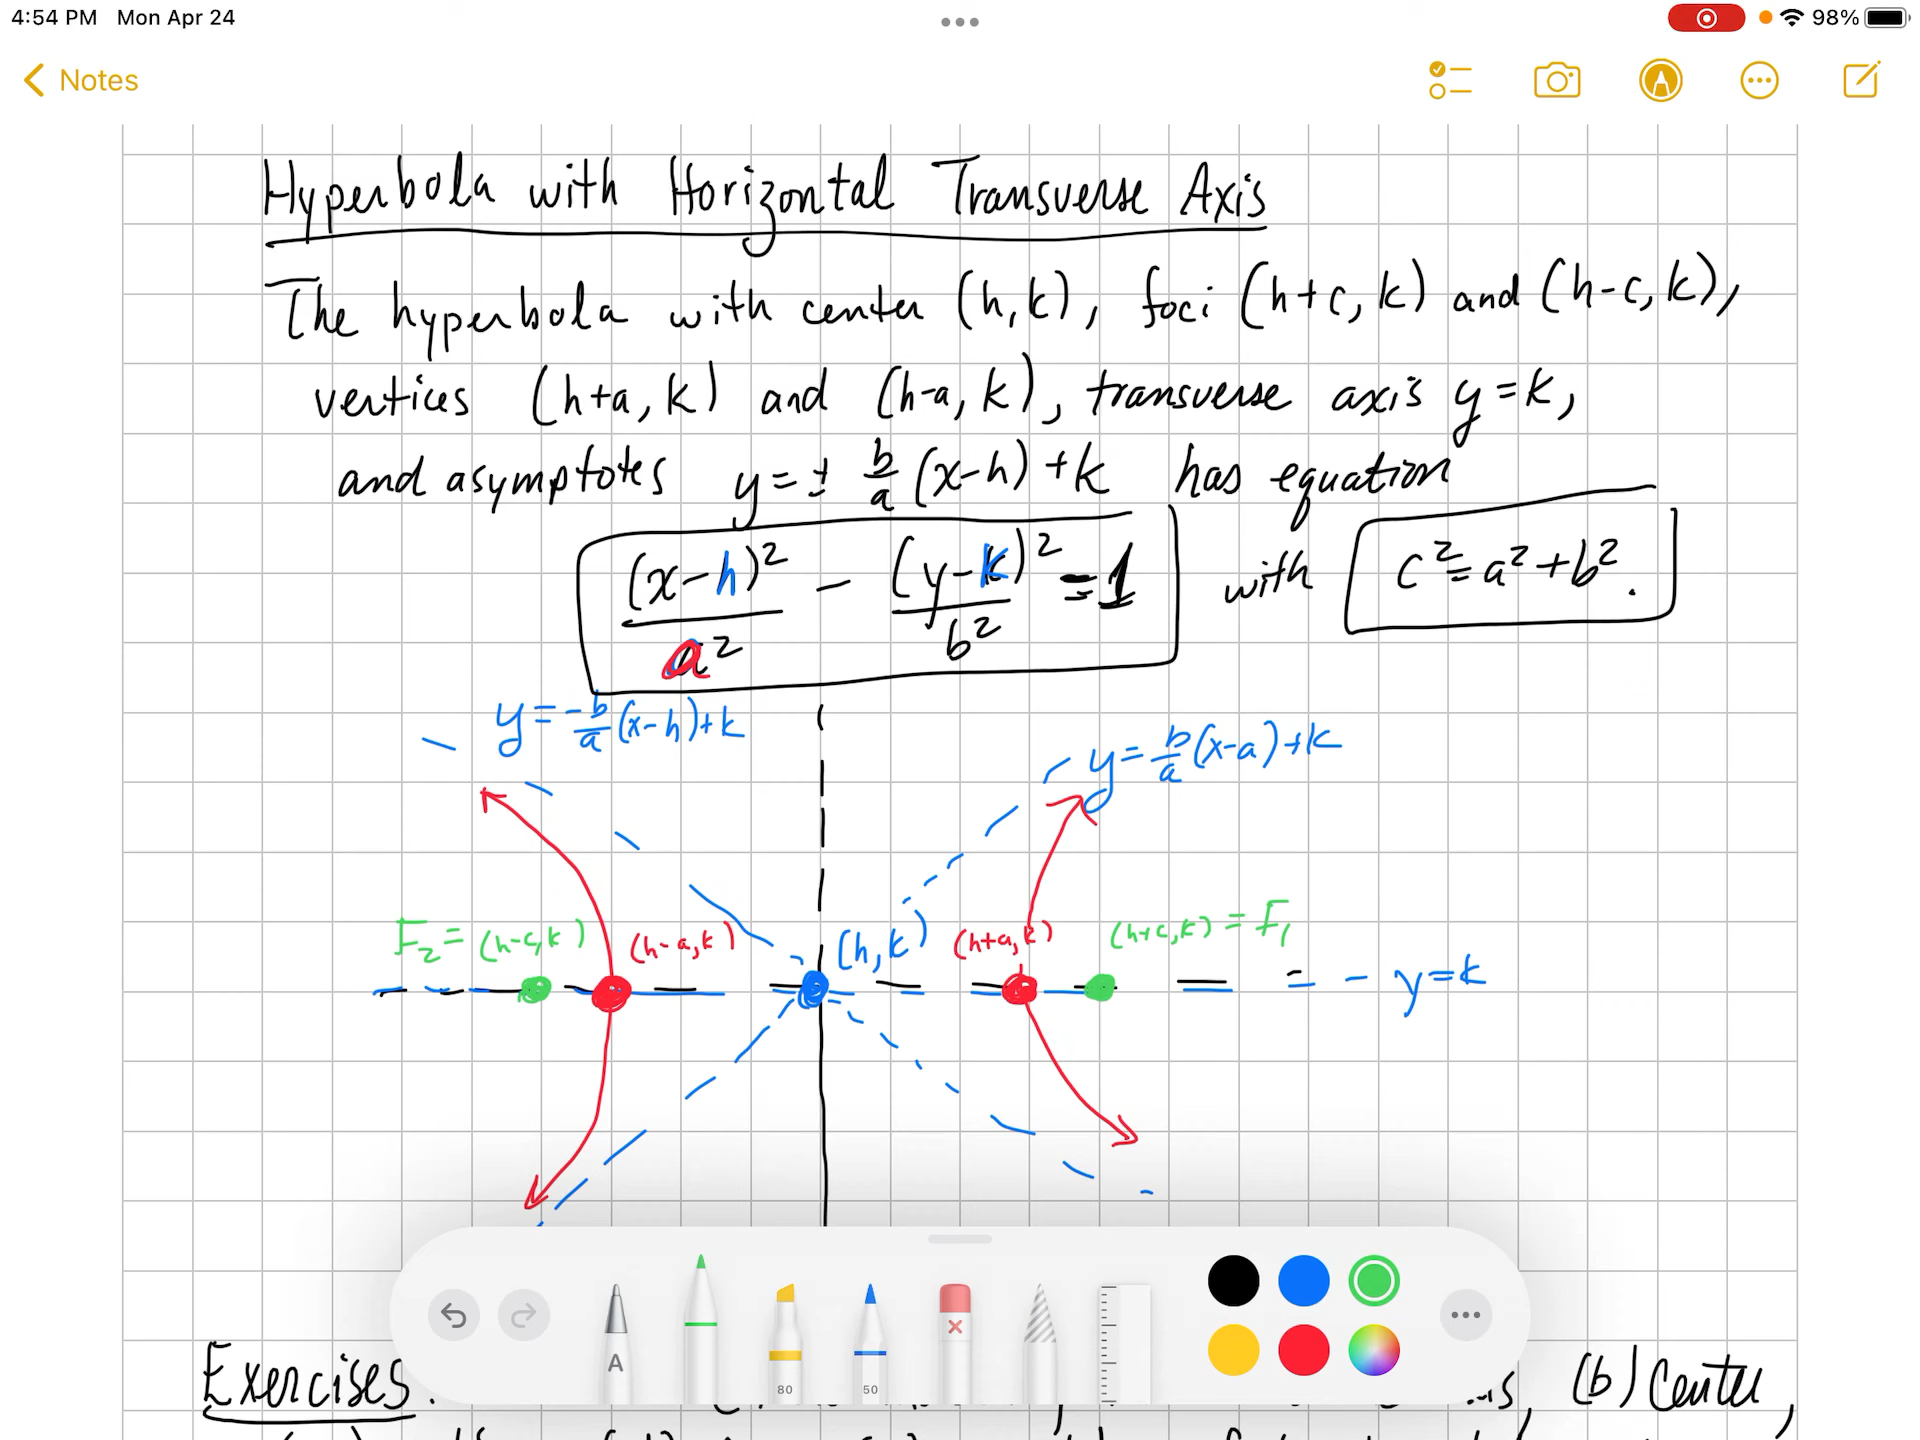 4:54 PM Mon Apr 24
98%
Notes
Hyperbola with Horizontal Transverse Axis
The hyperbola with center (h,k), foci (h+c, k) and (h-c, k),
vertices (h+a, k) and (h-a, k), transverse axis y=k,
and asymptotes y=± b/a (x-h)+k has equation
(x-h)²/a² - (y-k)²/b² = 1 with c²=a²+b².
y=-b/a(x-h)+k
y=b/a(x-a)+k
F₂=(h-c,k) (h-a,k) (h,k) (h+a,k) (h+c,k)=F₁
y=k
A
80
50
Exercises. (b) Center,